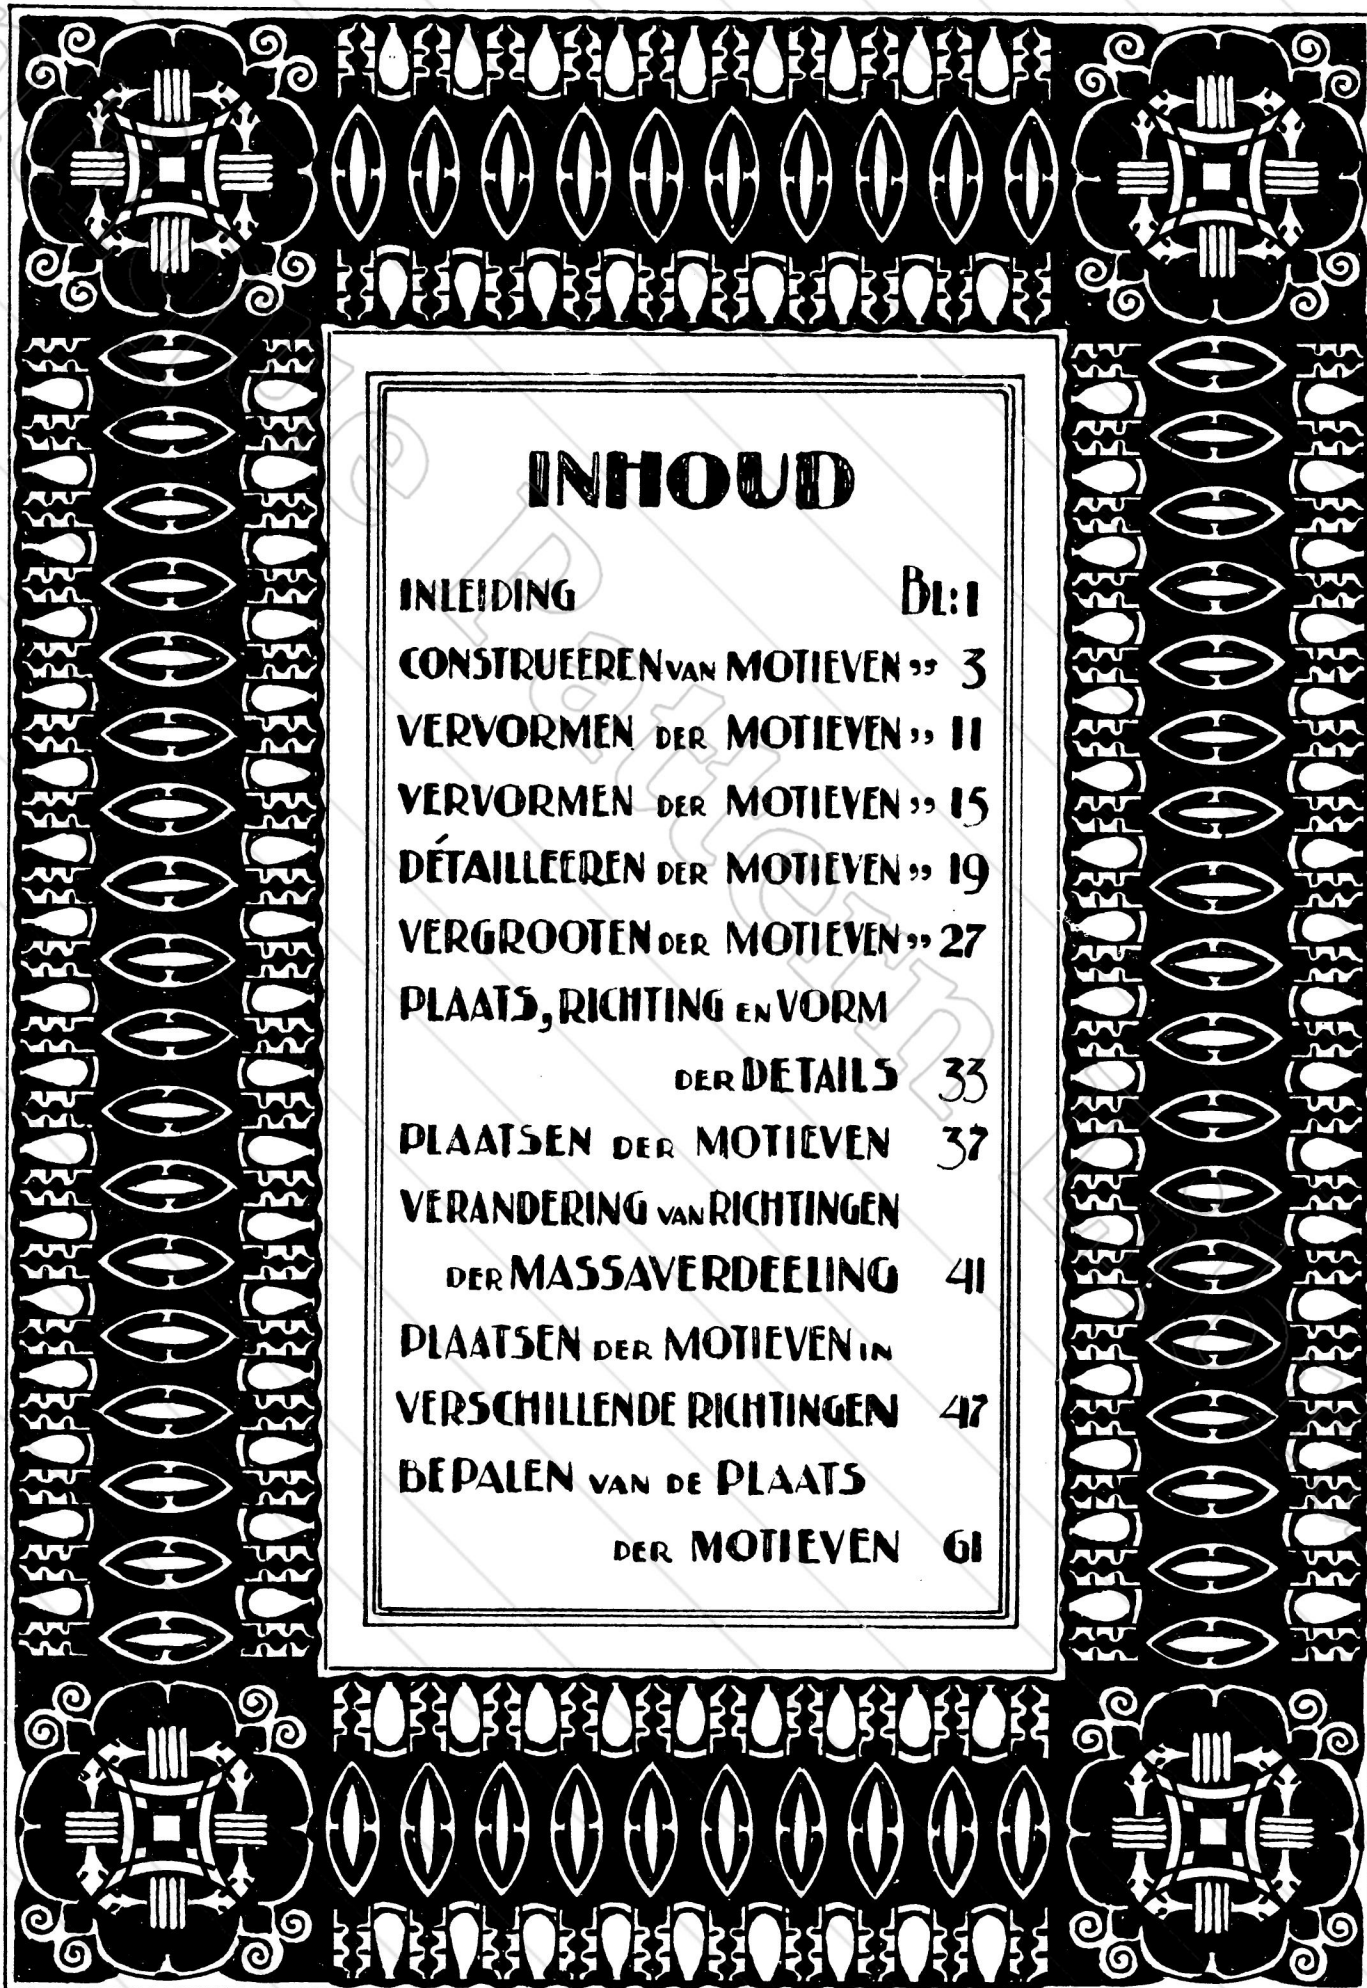 INHOUD
INLEIDING BL: 1
CONSTRUEEREN VAN MOTIEVEN ,, 3
VERVORMEN DER MOTIEVEN ,, 11
VERVORMEN DER MOTIEVEN ,, 15
DÉTAILLEEREN DER MOTIEVEN ,, 19
VERGROOTEN DER MOTIEVEN ,, 27
PLAATS, RICHTING EN VORM
DER DETAILS 33
PLAATSEN DER MOTIEVEN 37
VERANDERING VAN RICHTINGEN
DER MASSAVERDEELING 41
PLAATSEN DER MOTIEVEN IN
VERSCHILLENDE RICHTINGEN 47
BEPALEN VAN DE PLAATS
DER MOTIEVEN 61